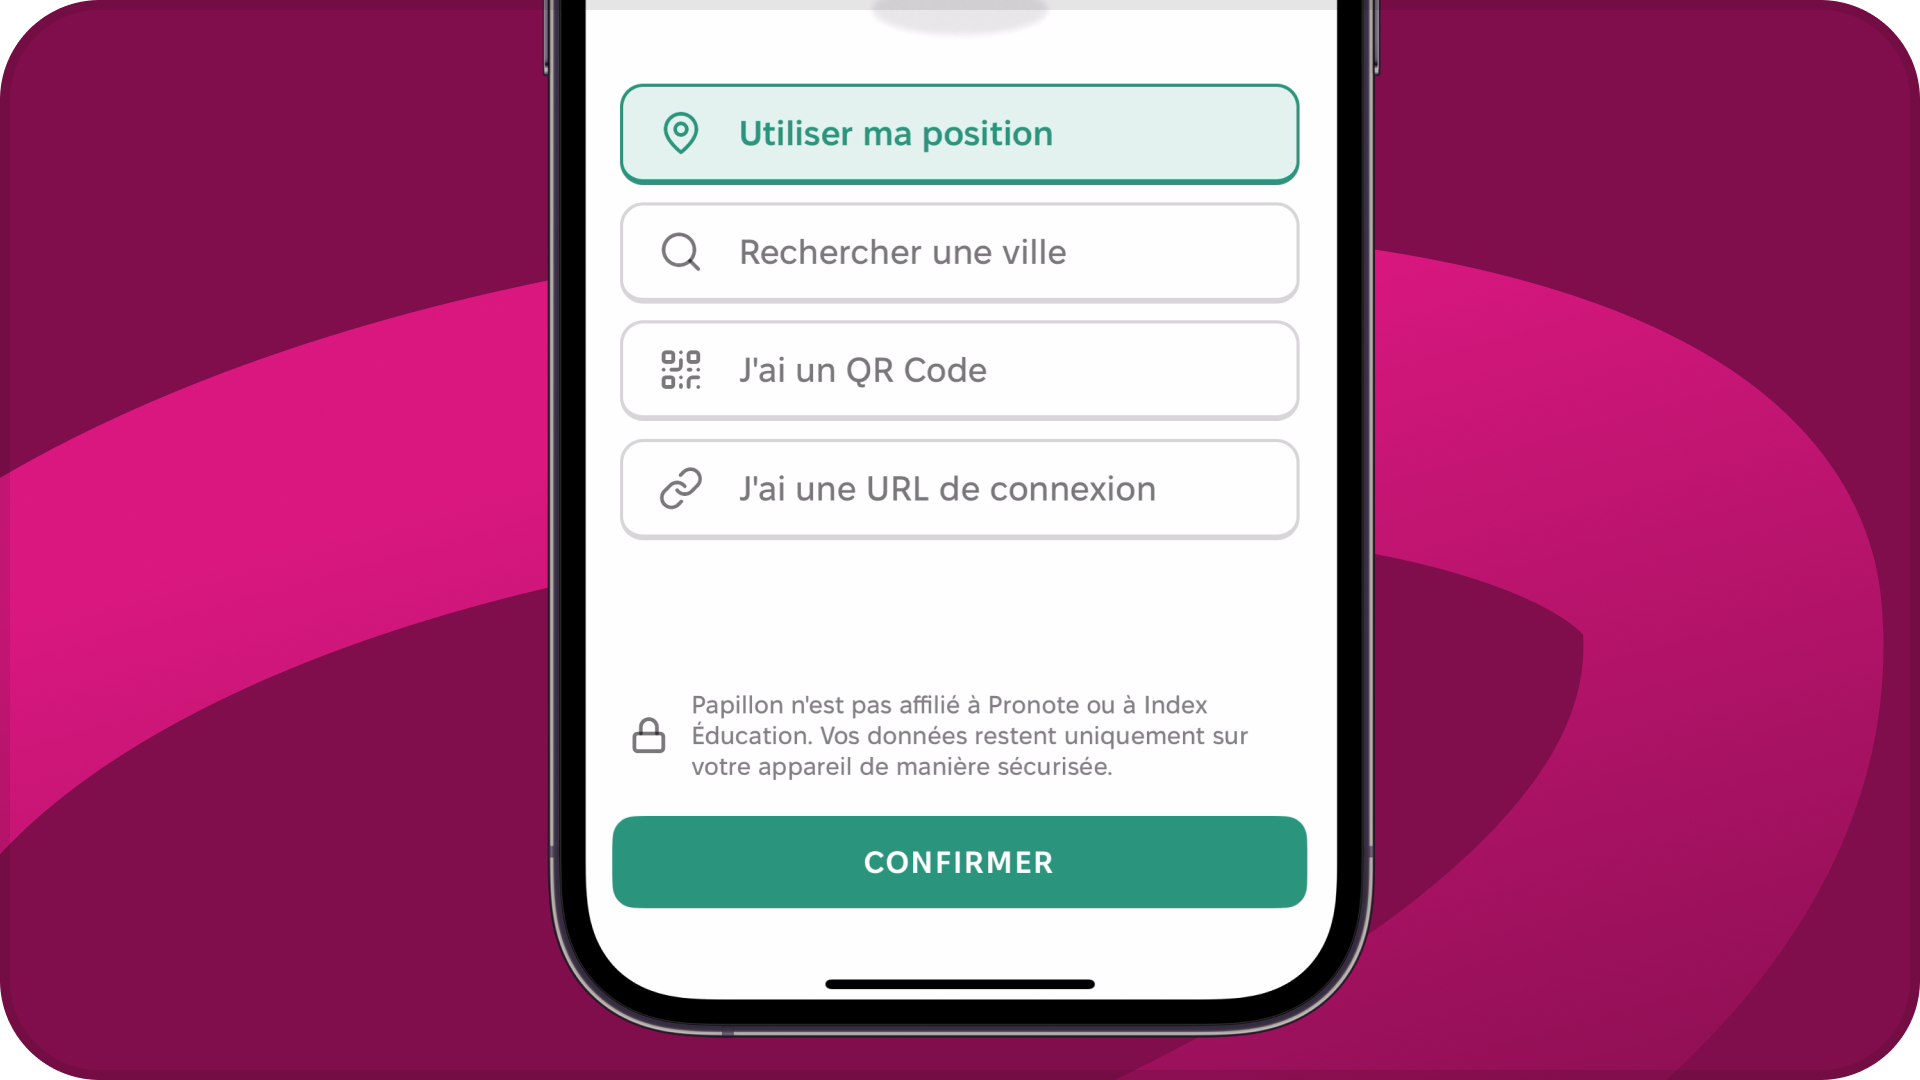 Utiliser ma position
Rechercher une ville
J'ai un QR Code
J'ai une URL de connexion
Papillon n'est pas affilié à Pronote ou à Index
Éducation. Vos données restent uniquement sur
votre appareil de manière sécurisée.
CONFIRMER